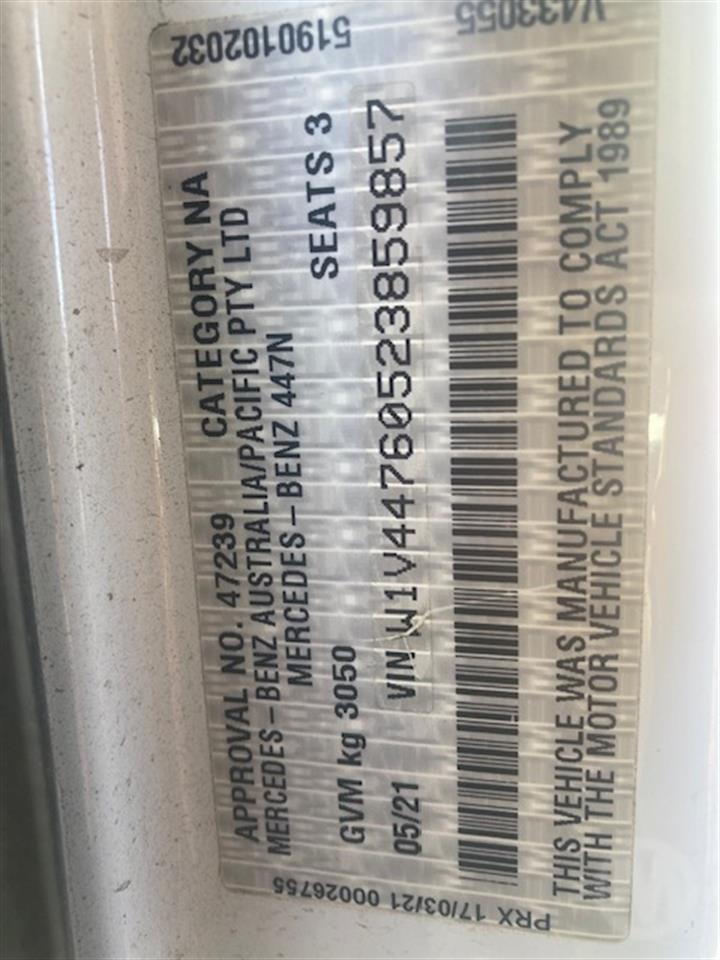 APPROVAL NO. 47239 CATEGORY NA
MERCEDES-BENZ AUSTRALIA/PACIFIC PTY LTD
MERCEDES-BENZ 447N
GVM kg 3050 SEATS 3
05/21 VIN W1V44760523859857
THIS VEHICLE WAS MANUFACTURED TO COMPLY
WITH THE MOTOR VEHICLE STANDARDS ACT 1989
PRX 17/03/21 00026755
5190102032
V433055